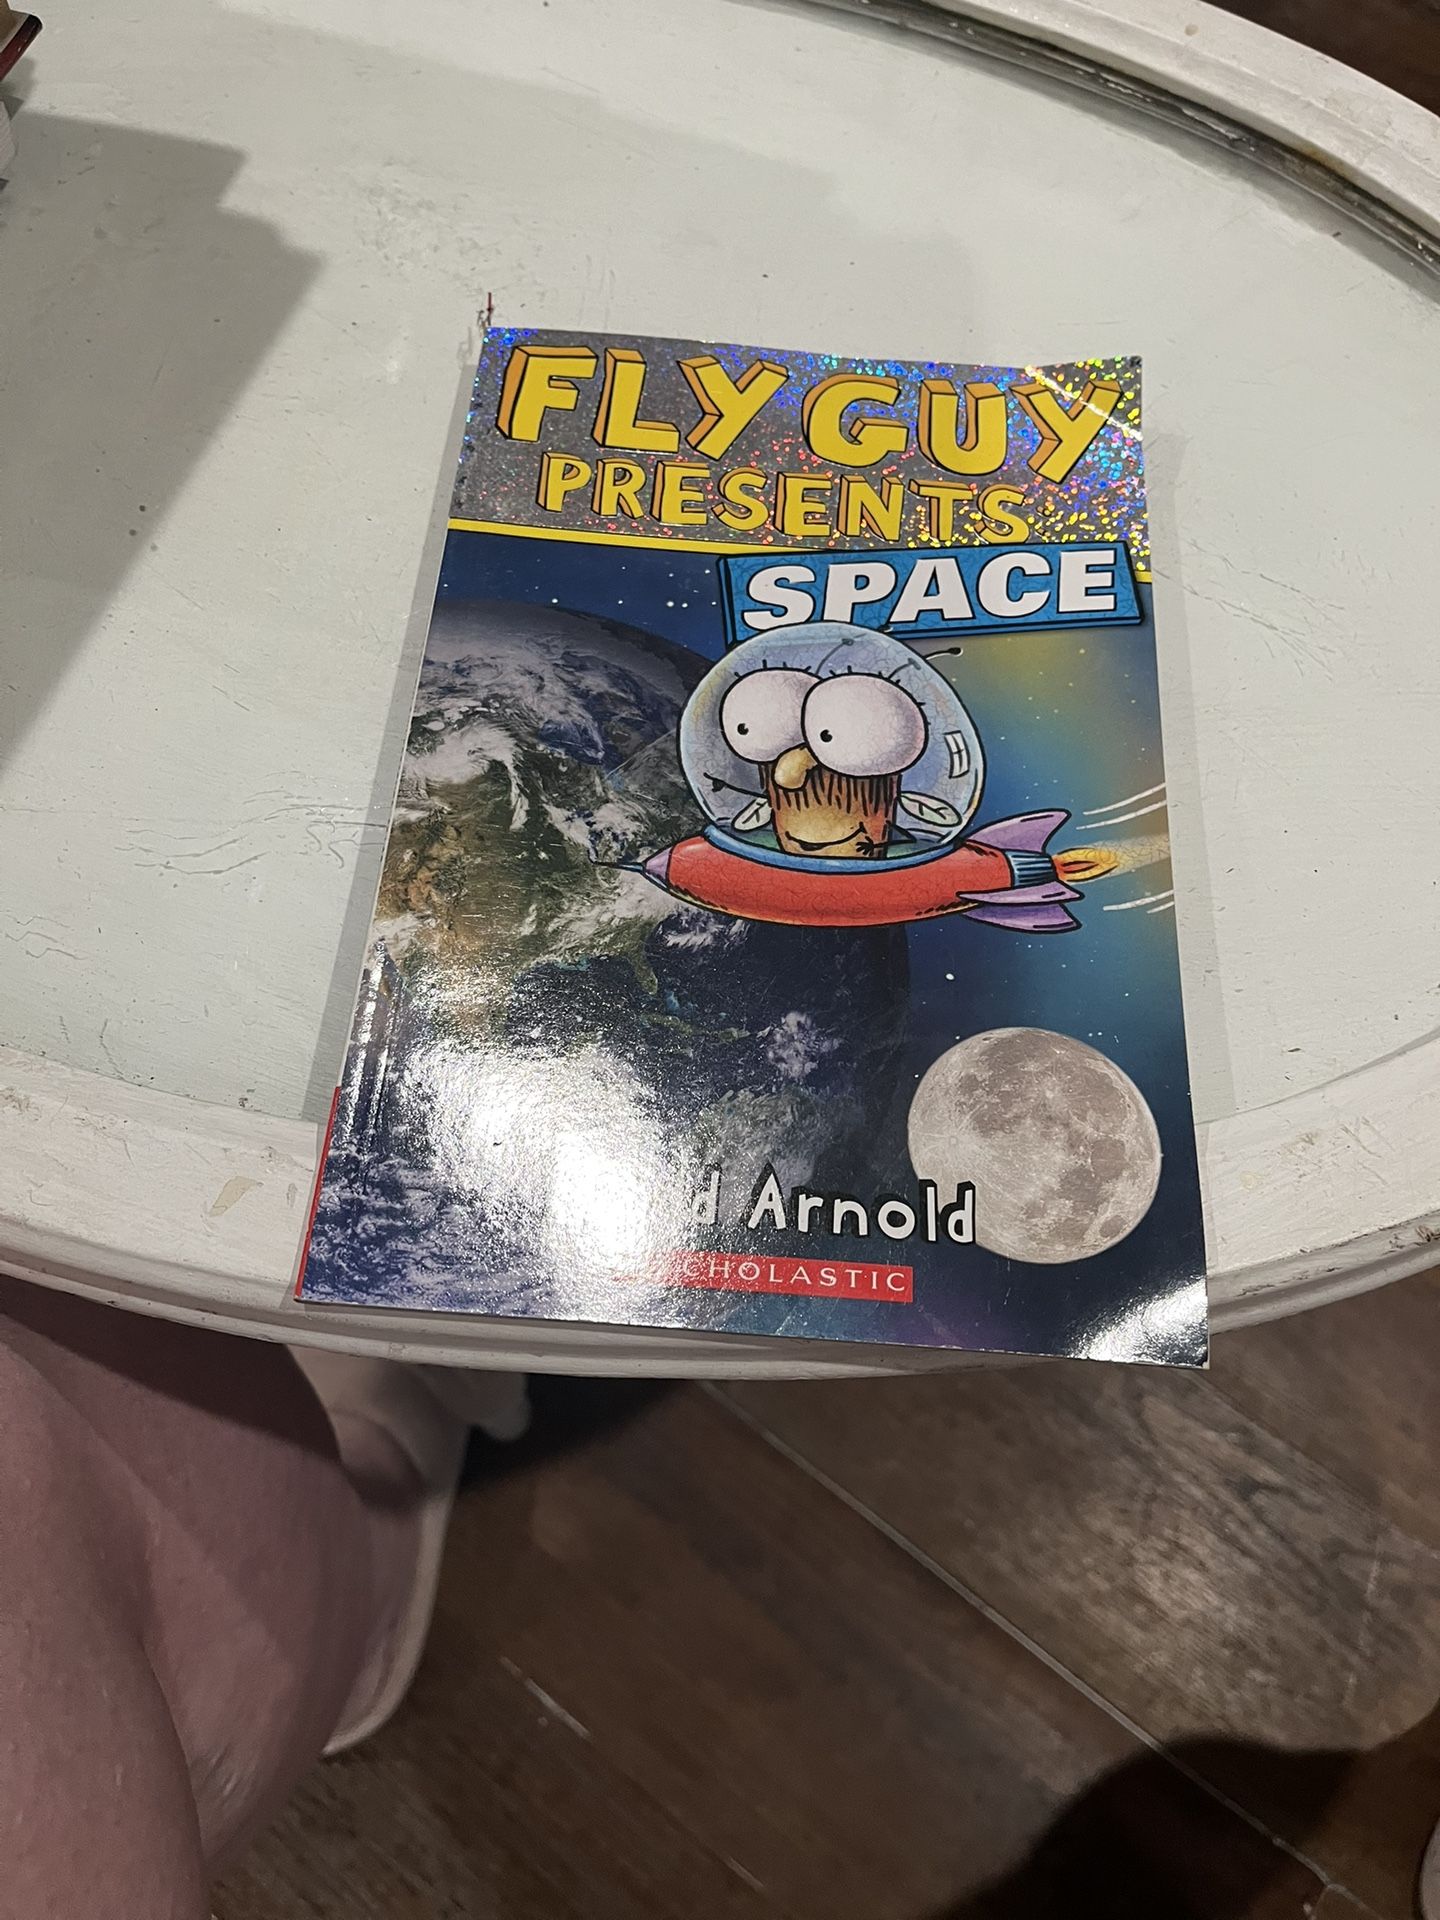 FLY GUY
PRESENTS
SPACE
Arnold
SCHOLASTIC